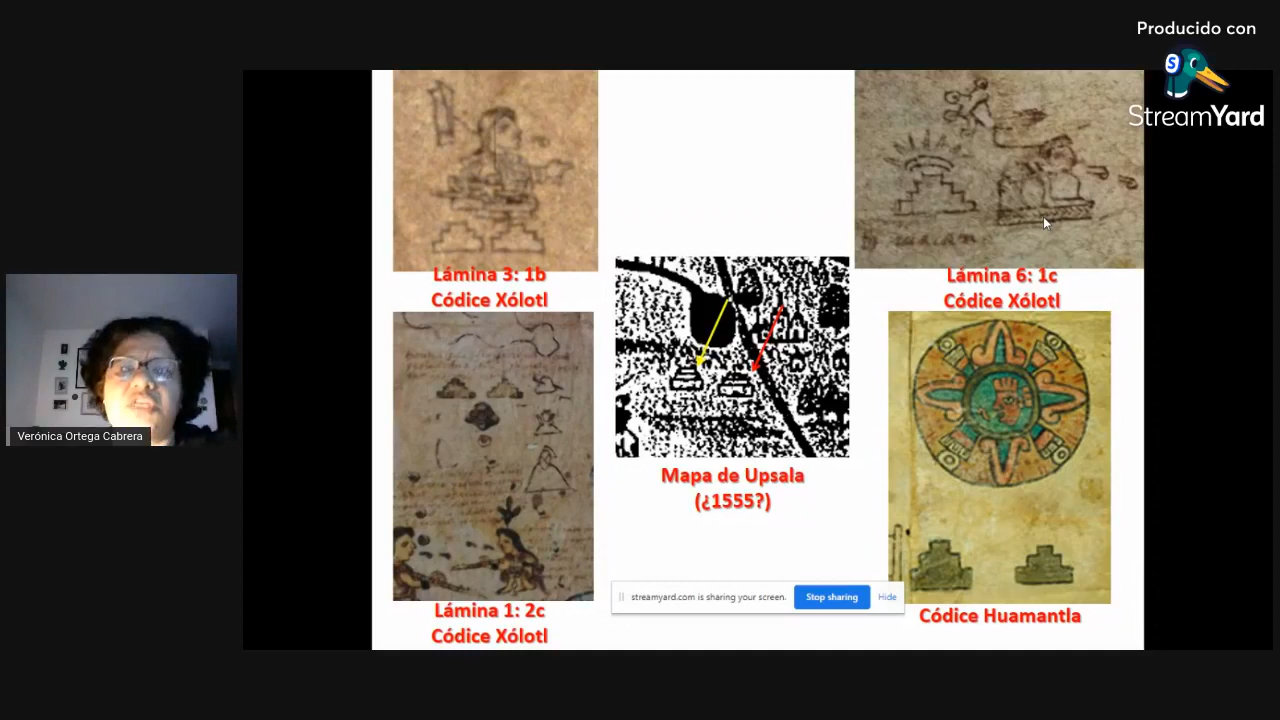 Producido con
StreamYard
Lámina 3: 1b
Códice Xólotl
Lámina 6: 1c
Códice Xólotl
Verónica Ortega Cabrera
Mapa de Upsala
(¿1555?)
streamyard.com is sharing your screen.
Stop sharing
Hide
Lámina 1: 2c
Códice Xólotl
Códice Huamantla